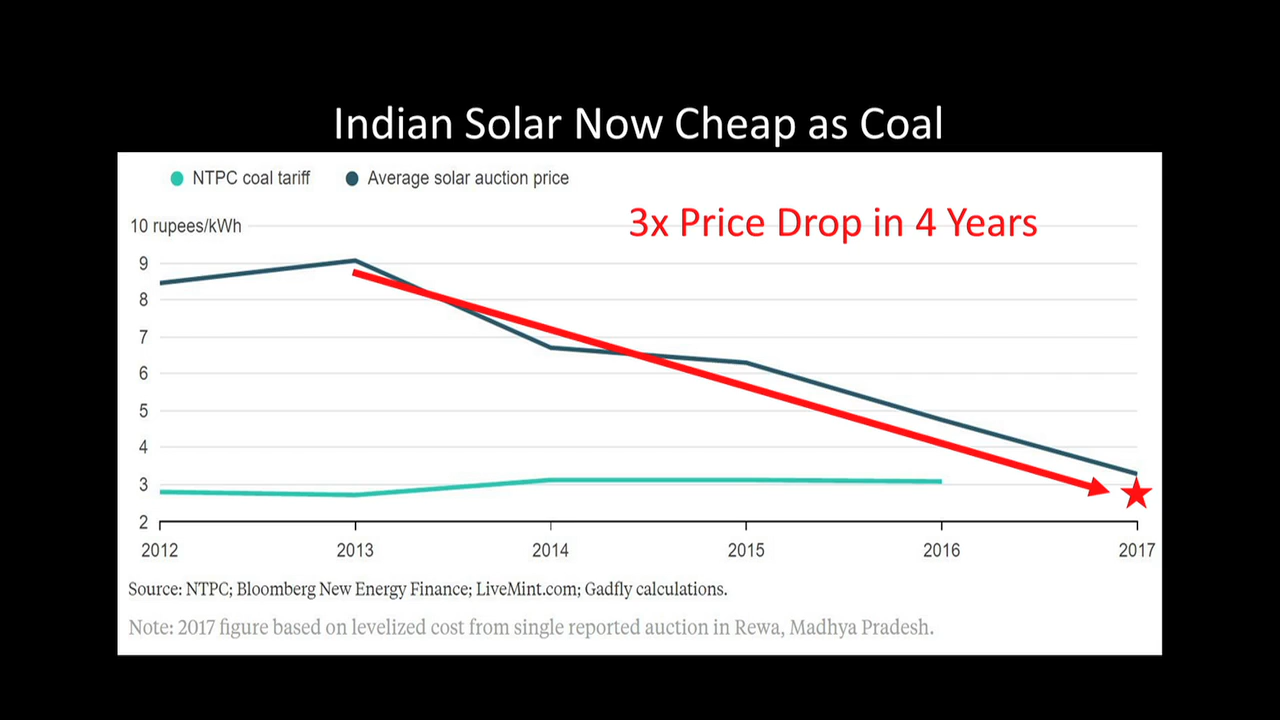 Indian Solar Now Cheap as Coal
NTPC coal tariff Average solar auction price
3x Price Drop in 4 Years
10 rupees/kWh
9
8
7
6
5
4
3
2
2012 2013 2014 2015 2016 2017
Source: NTPC; Bloomberg New Energy Finance; LiveMint.com; Gadfly calculations.
Note: 2017 figure based on levelized cost from single reported auction in Rewa, Madhya Pradesh.